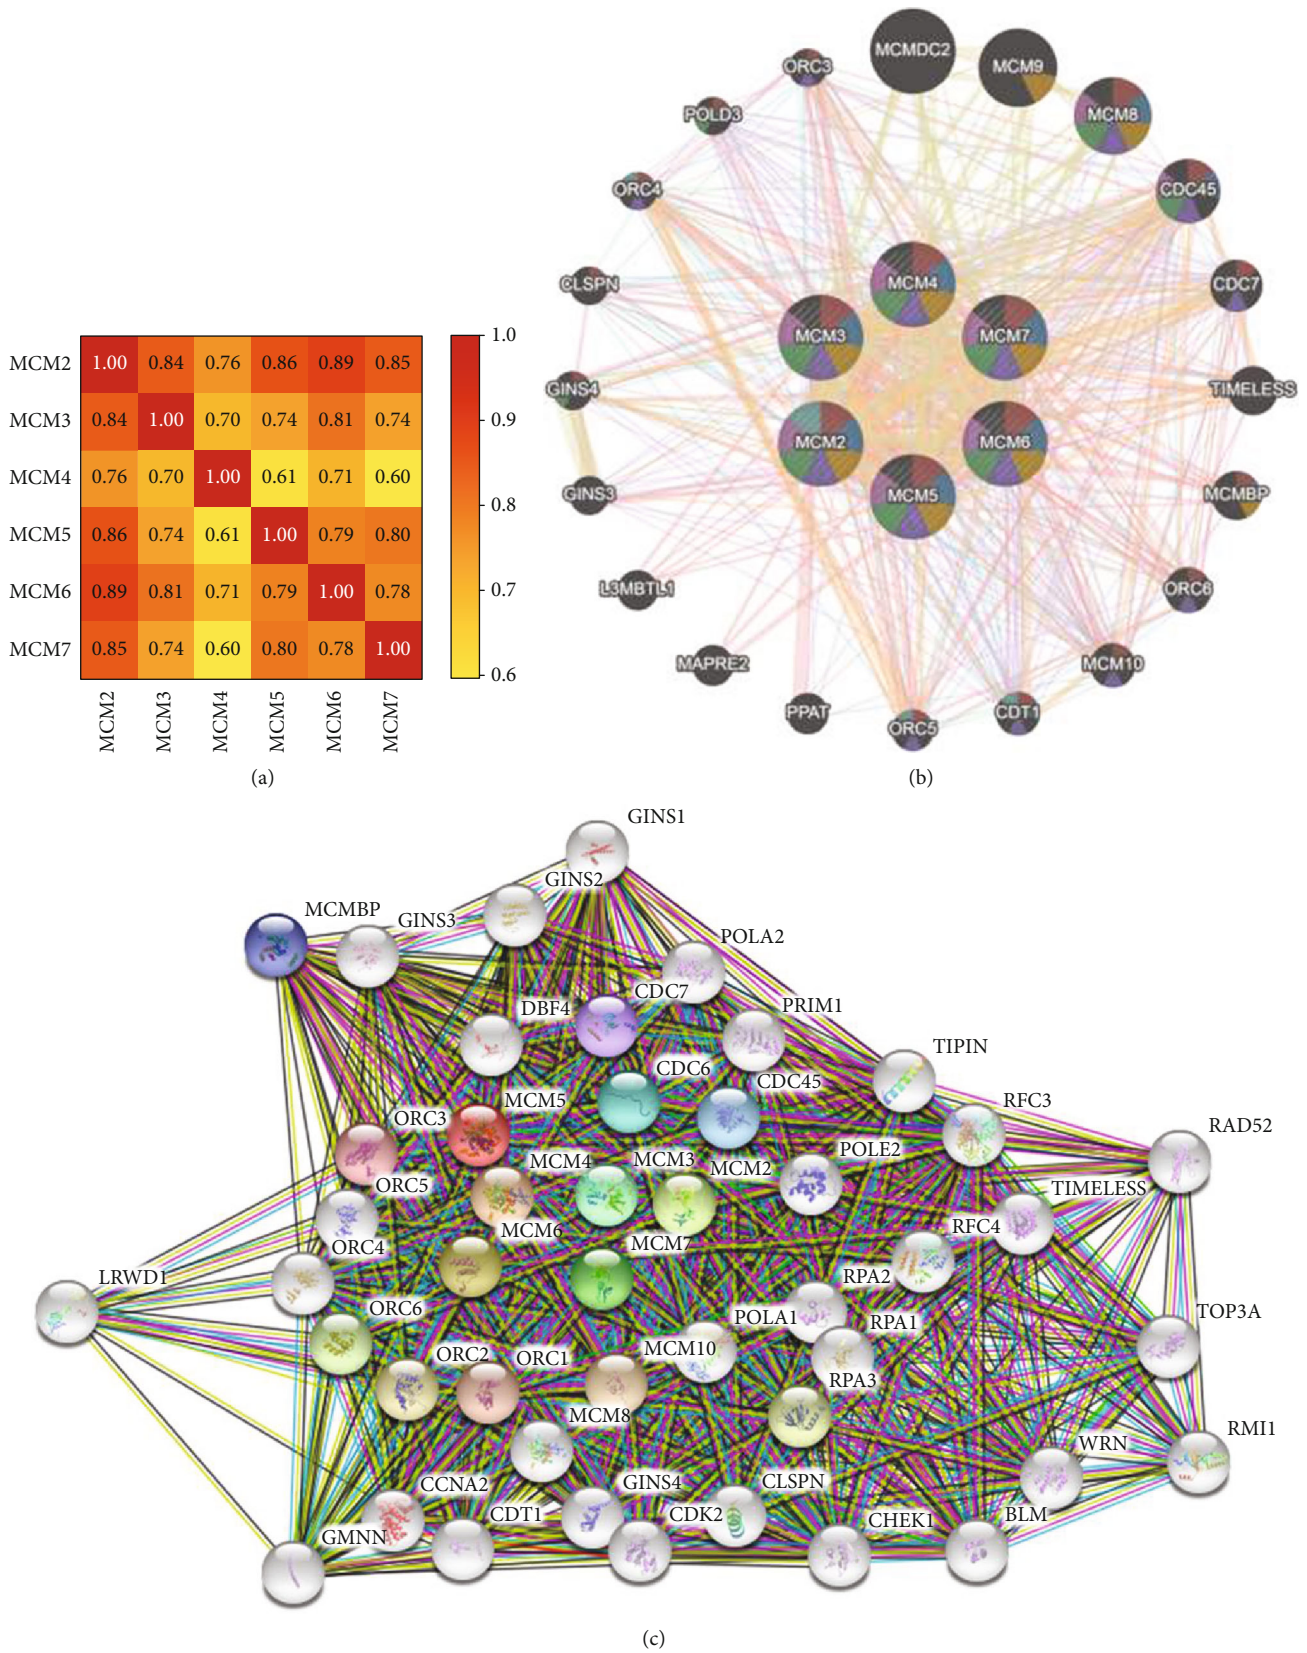 MCM2 1.00 0.84 0.76 0.86 0.89 0.85
MCM3 0.84 1.00 0.70 0.74 0.81 0.74
MCM4 0.76 0.70 1.00 0.61 0.71 0.60
MCM5 0.86 0.74 0.61 1.00 0.79 0.80
MCM6 0.89 0.81 0.71 0.79 1.00 0.78
MCM7 0.85 0.74 0.60 0.80 0.78 1.00
MCM2 MCM3 MCM4 MCM5 MCM6 MCM7
1.0
0.9
0.8
0.7
0.6
(a)
MCMDC2
MCM9
ORC3
POLD3
MCM8
ORC4
CDC45
CLSPN
MCM4
CDC7
MCM3
MCM7
GINS4
TIMELESS
MCM2
MCM6
GINS3
MCM5
MCMBP
L3MBTL1
ORC6
MAPRE2
MCM10
PPAT
ORC5
CDT1
(b)
GINS1
GINS2
MCMBP
GINS3
POLA2
CDC7
DBF4
PRIM1
TIPIN
CDC6
CDC45
MCM5
RFC3
ORC3
RAD52
MCM4
MCM3
MCM2
POLE2
ORC5
TIMELESS
MCM6
RFC4
ORC4
MCM7
LRWD1
RPA2
ORC6
POLA1
RPA1
TOP3A
ORC2
ORC1
MCM10
RPA3
MCM8
RMI1
WRN
CCNA2
GINS4
CLSPN
CDT1
CDK2
CHEK1
BLM
GMNN
(c)